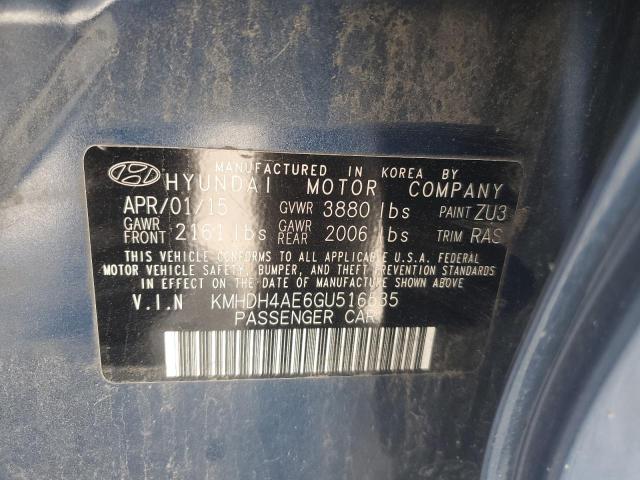 MANUFACTURED IN KOREA BY
HYUNDAI MOTOR COMPANY
APR/01/15 GVWR 3880 lbs PAINT ZU3
GAWR FRONT 2161 lbs GAWR REAR 2006 lbs TRIM RAS
THIS VEHICLE CONFORMS TO ALL APPLICABLE U.S.A. FEDERAL
MOTOR VEHICLE SAFETY, BUMPER, AND THEFT PREVENTION STANDARDS
IN EFFECT ON THE DATE OF MANUFACTURE SHOWN ABOVE.
V.I.N KMHDH4AE6GU516635
PASSENGER CAR